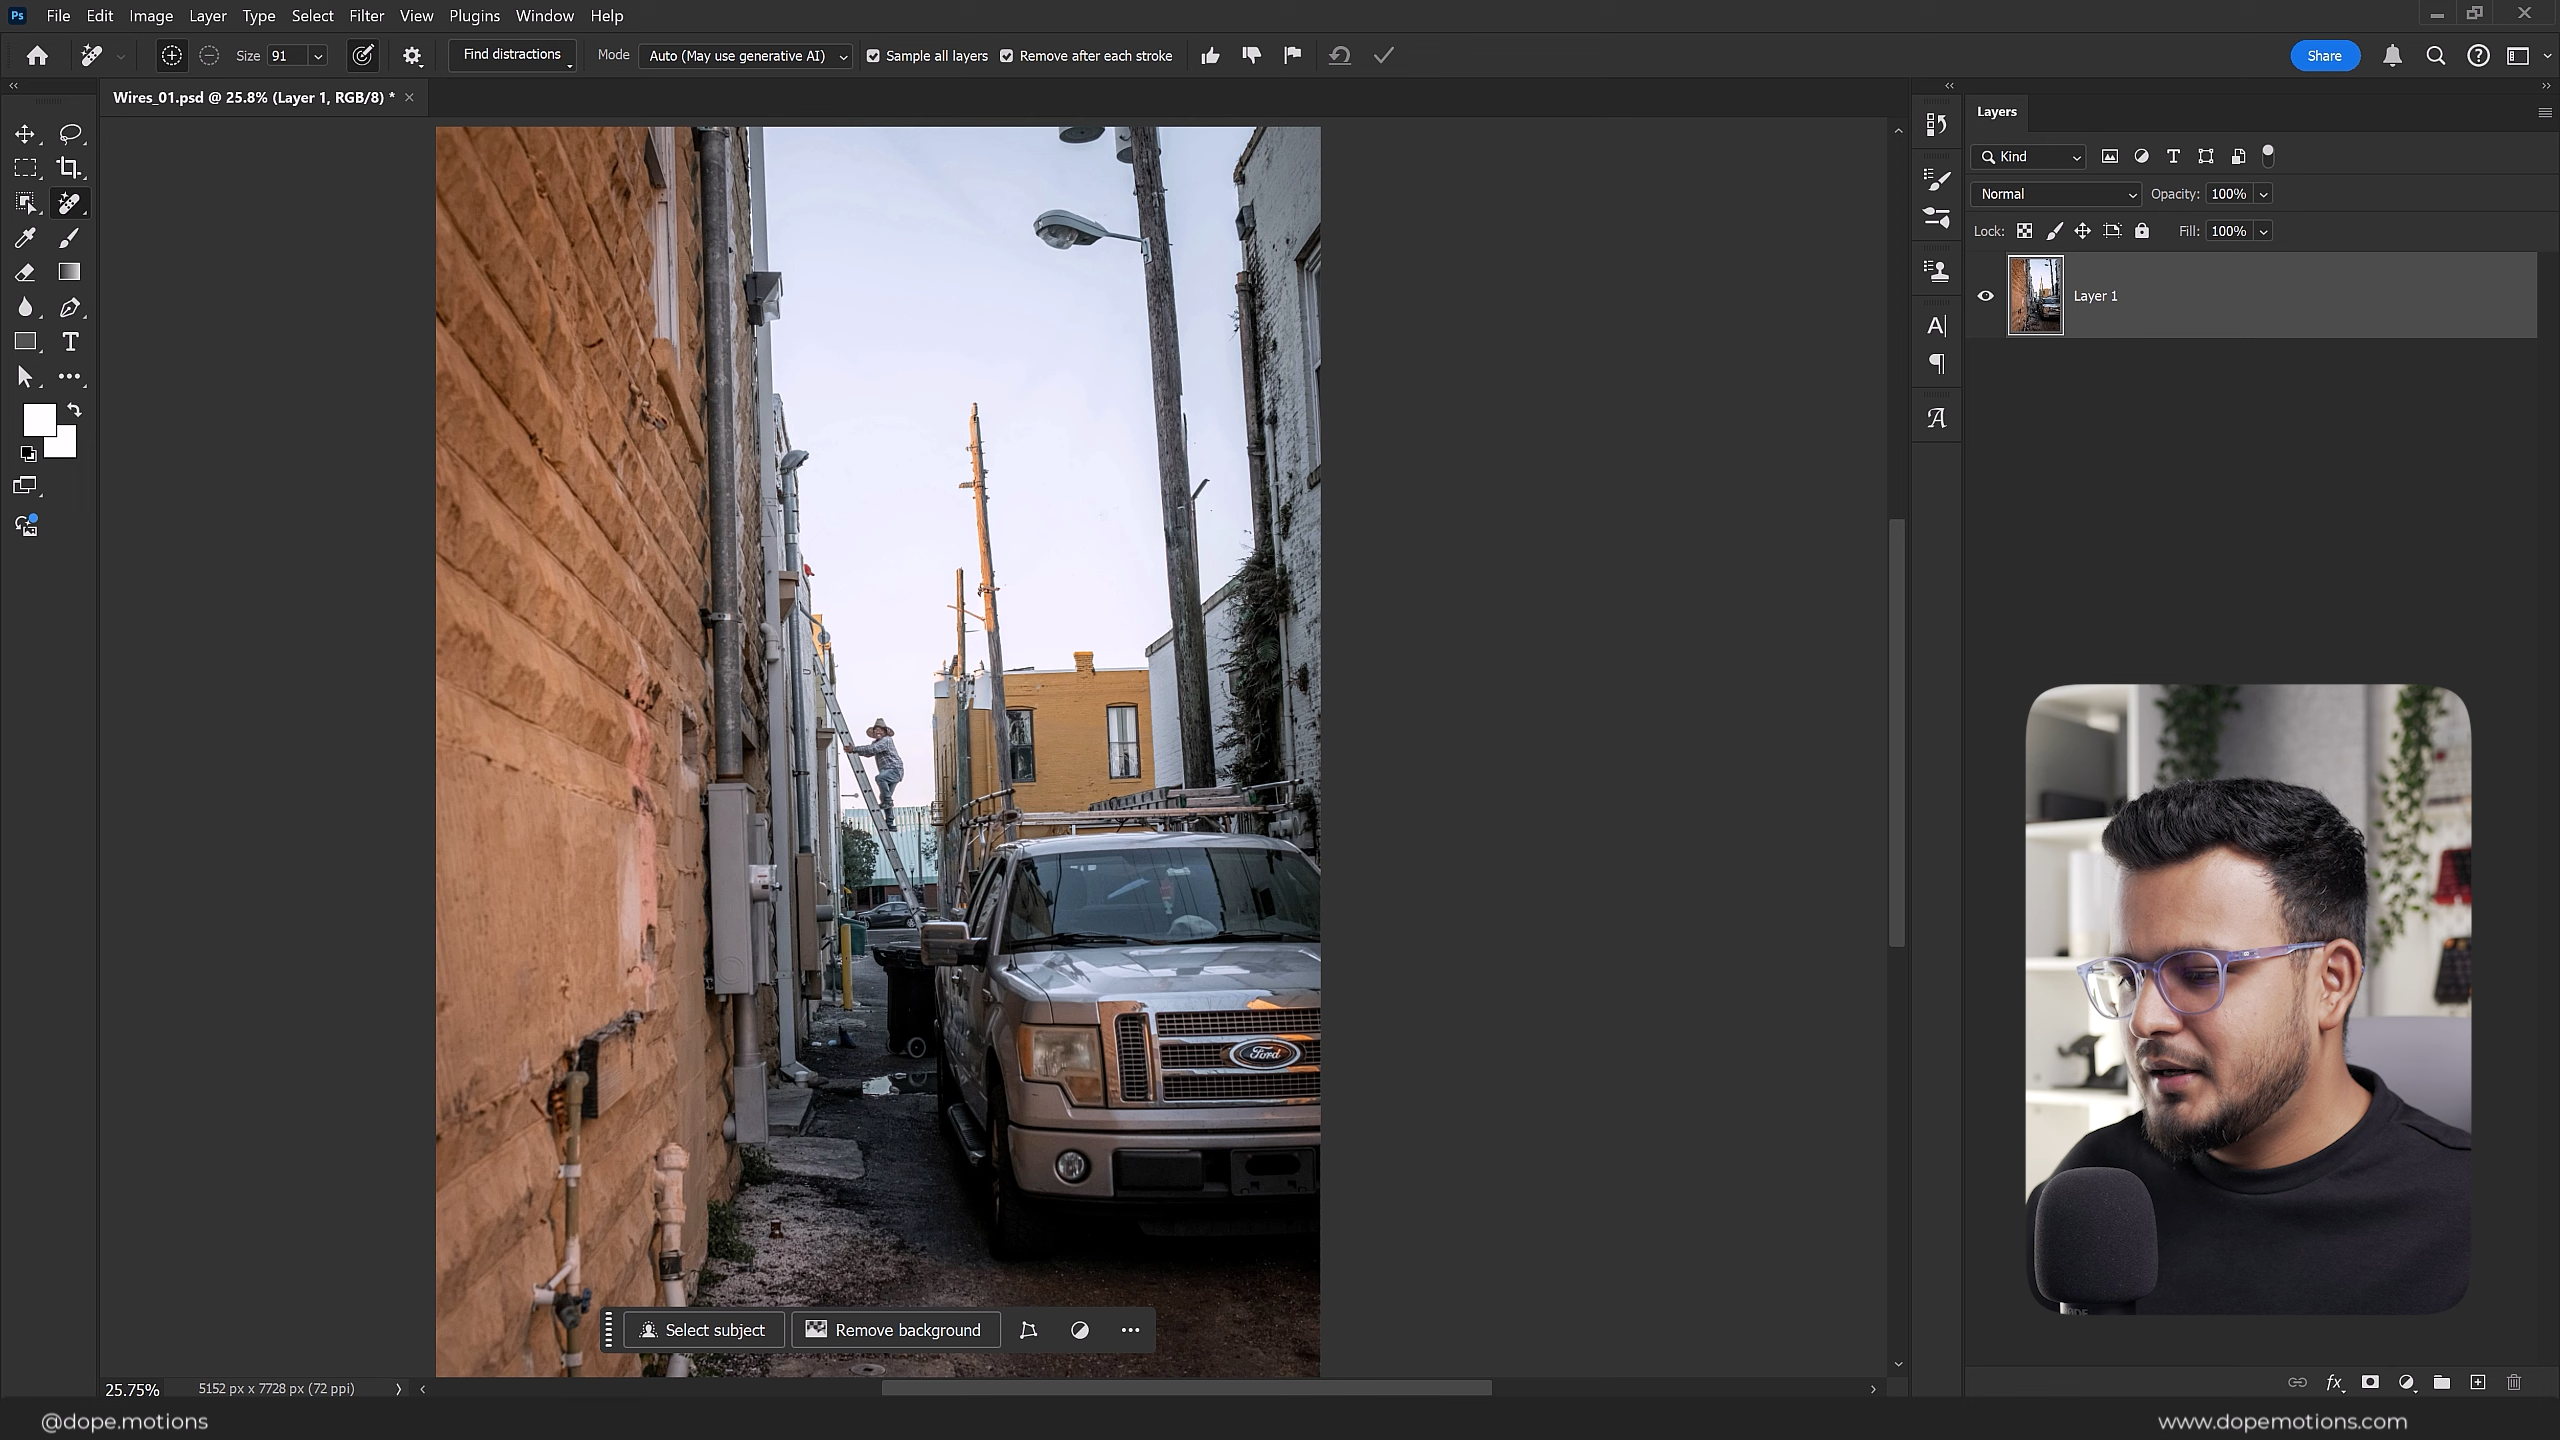 Ps File Edit Image Layer Type Select Filter View Plugins Window Help
Size 91 Find distractions Mode Auto (May use generative AI) Sample all layers Remove after each stroke Share
Wires_01.psd @ 25.8% (Layer 1, RGB/8) *
Layers
Kind
Normal Opacity: 100%
Lock: Fill: 100%
Layer 1
Ford
Select subject Remove background
25.75% 5152 px x 7728 px (72 ppi)
@dope.motions www.dopemotions.com